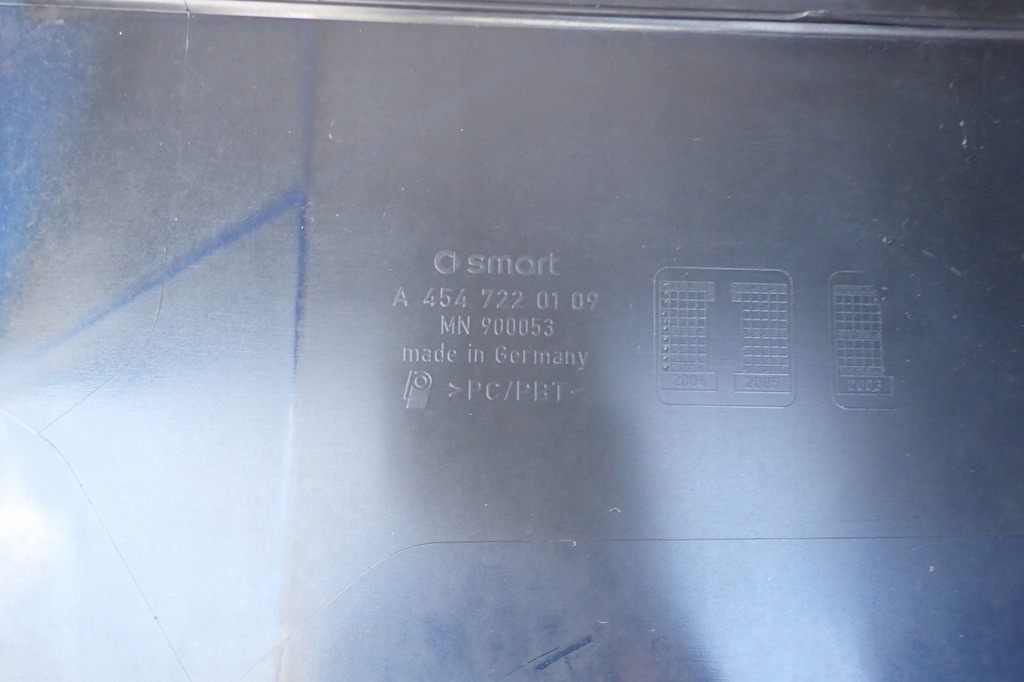 smart
A 454 722 01 09
MN 900053
made in Germany
>PC/PBT<
2004 2005 2003